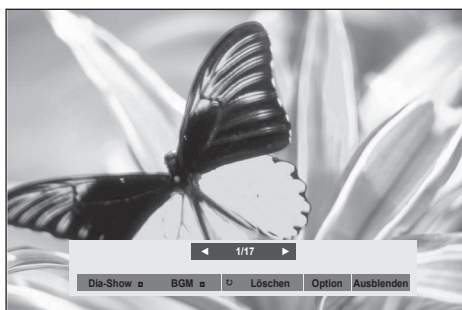 ◄ 1/17 ►
Dia-Show ◘ BGM ◘ ↻ Löschen Option Ausblenden